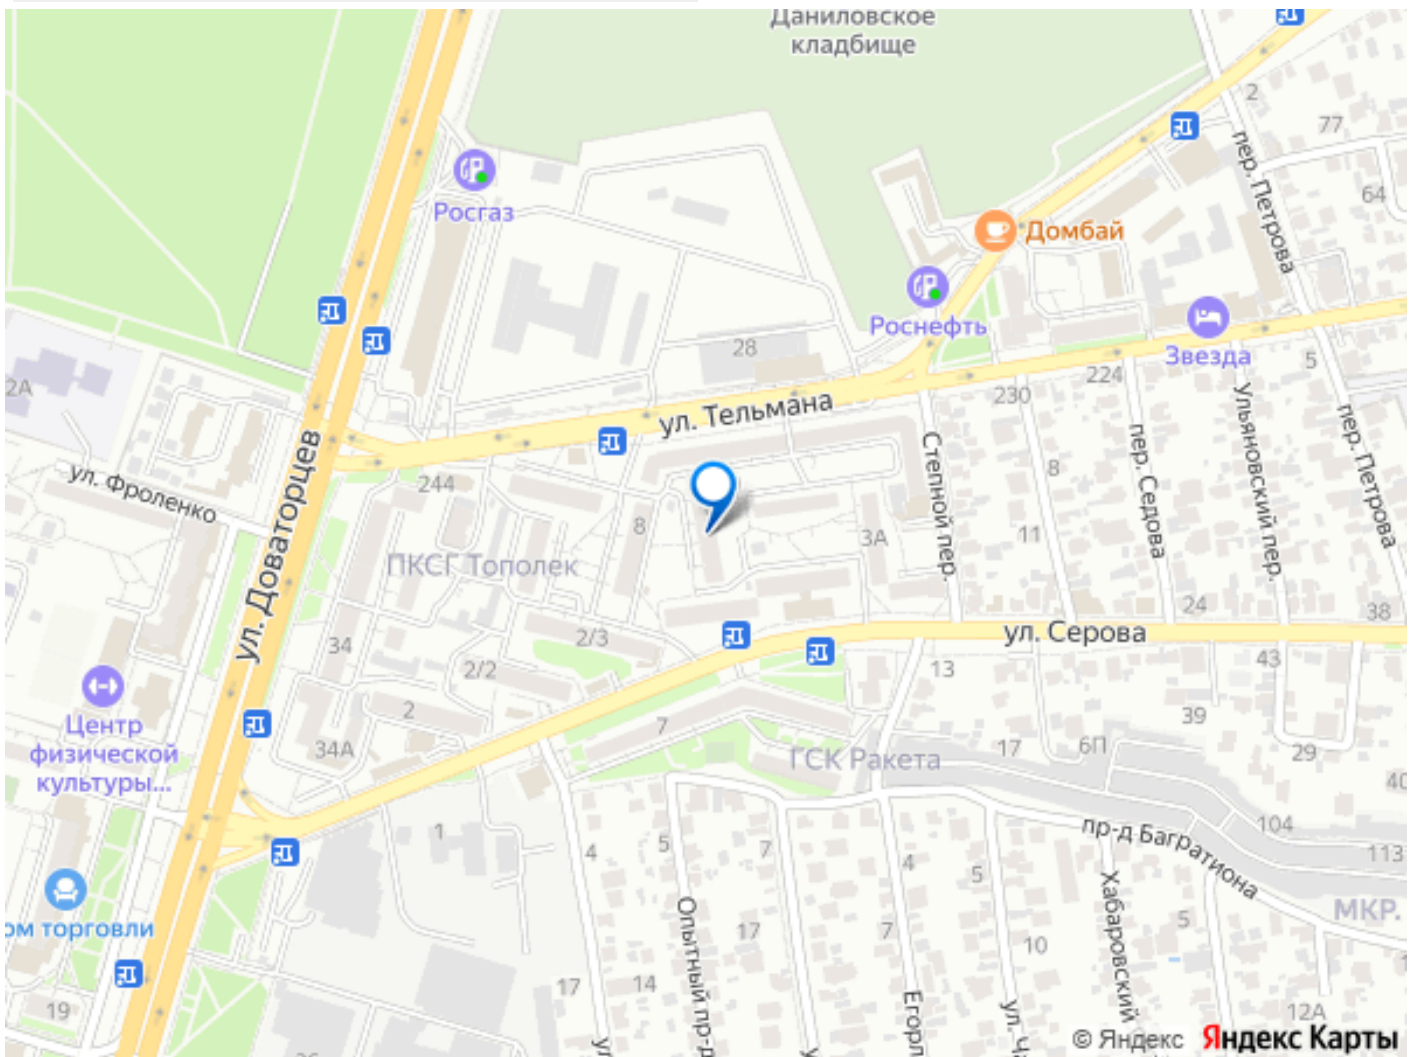 Даниловское
кладбище
2
77
пер. Петрова
64
Росгаз
Домбай
Роснефть
28
Звезда
2А
ул. Тельмана
230
224
5
ул. Доваторцев
ул. Фроленко
244
8
Степной пер.
8
пер. Седова
Ульяновский пер.
пер. Петрова
3А
11
ПКСГ Тополек
34
2/3
2/2
2
34А
ул. Серова
24
38
13
43
39
29
40
7
17
6П
ГСК Ракета
Центр
физической
культуры...
1
4
5
7
4
5
104
113
пр-д Багратиона
МКР.
ом торговли
Опытный пр-д
17
7
10
5
Хабаровский
17
14
Егорл
ул. Ча
12А
1
19
© Яндекс Яндекс Карты